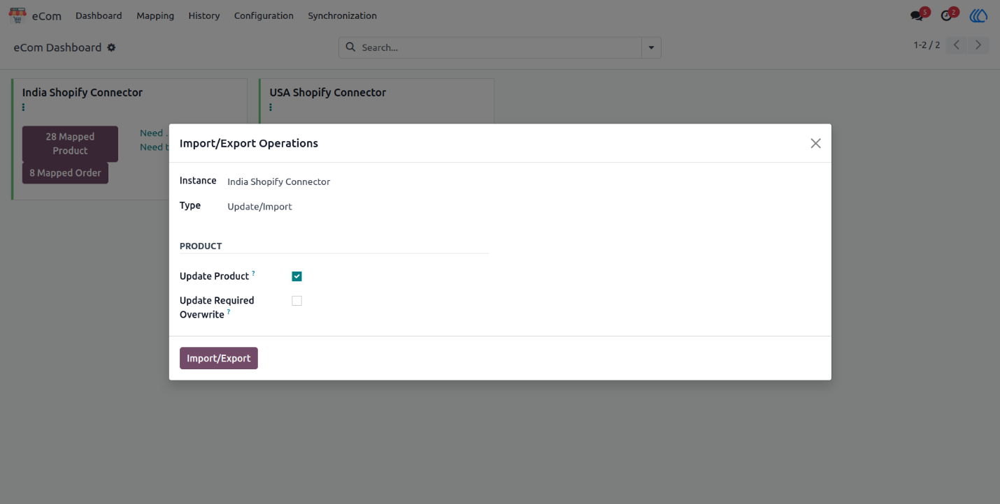 eCom Dashboard Mapping History Configuration Synchronization 5 2
eCom Dashboard Search... 1-2 / 2
India Shopify Connector USA Shopify Connector
28 Mapped
Product
8 Mapped Order
Need
Need
Import/Export Operations
Instance India Shopify Connector
Type Update/Import
PRODUCT
Update Product ?
Update Required
Overwrite ?
Import/Export